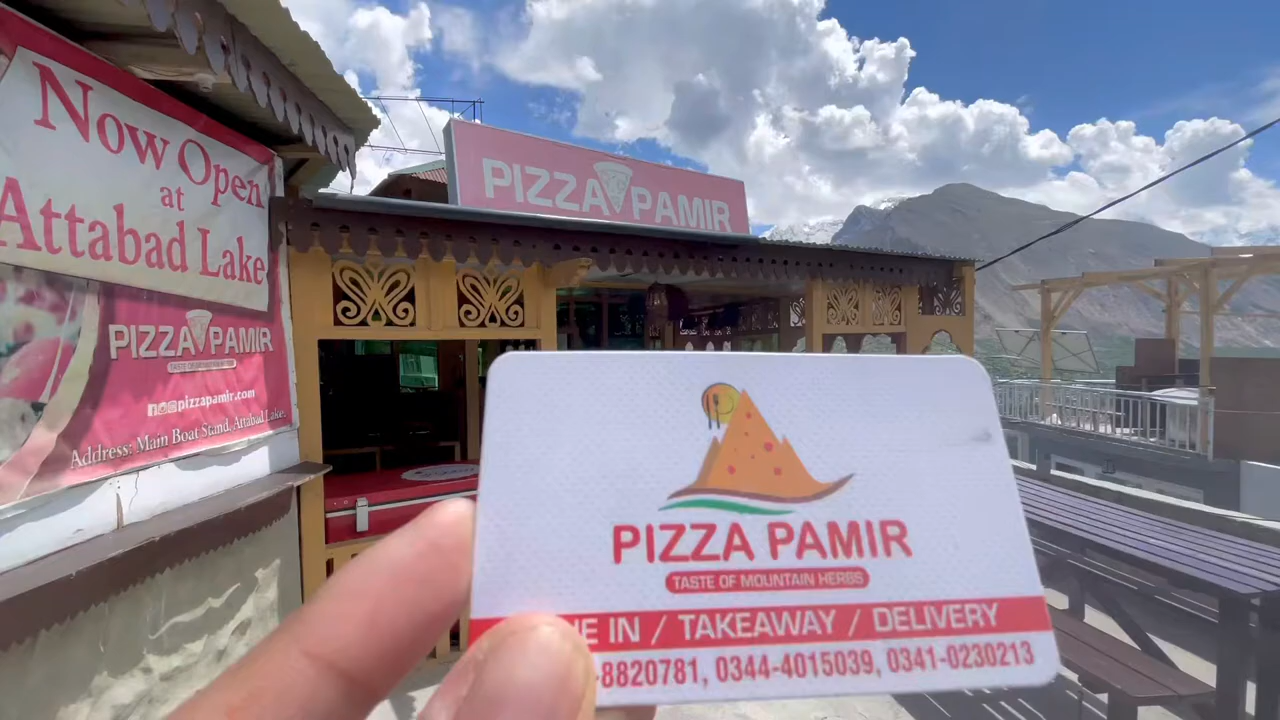 Now Open
at
Attabad Lake
PIZZA PAMIR
@pizzapamir.com
Address: Main Boat Stand, Attabad Lake.
PIZZA PAMIR
PIZZA PAMIR
TASTE OF MOUNTAIN HERBS
NE IN / TAKEAWAY / DELIVERY
-8820781, 0344-4015039, 0341-0230213